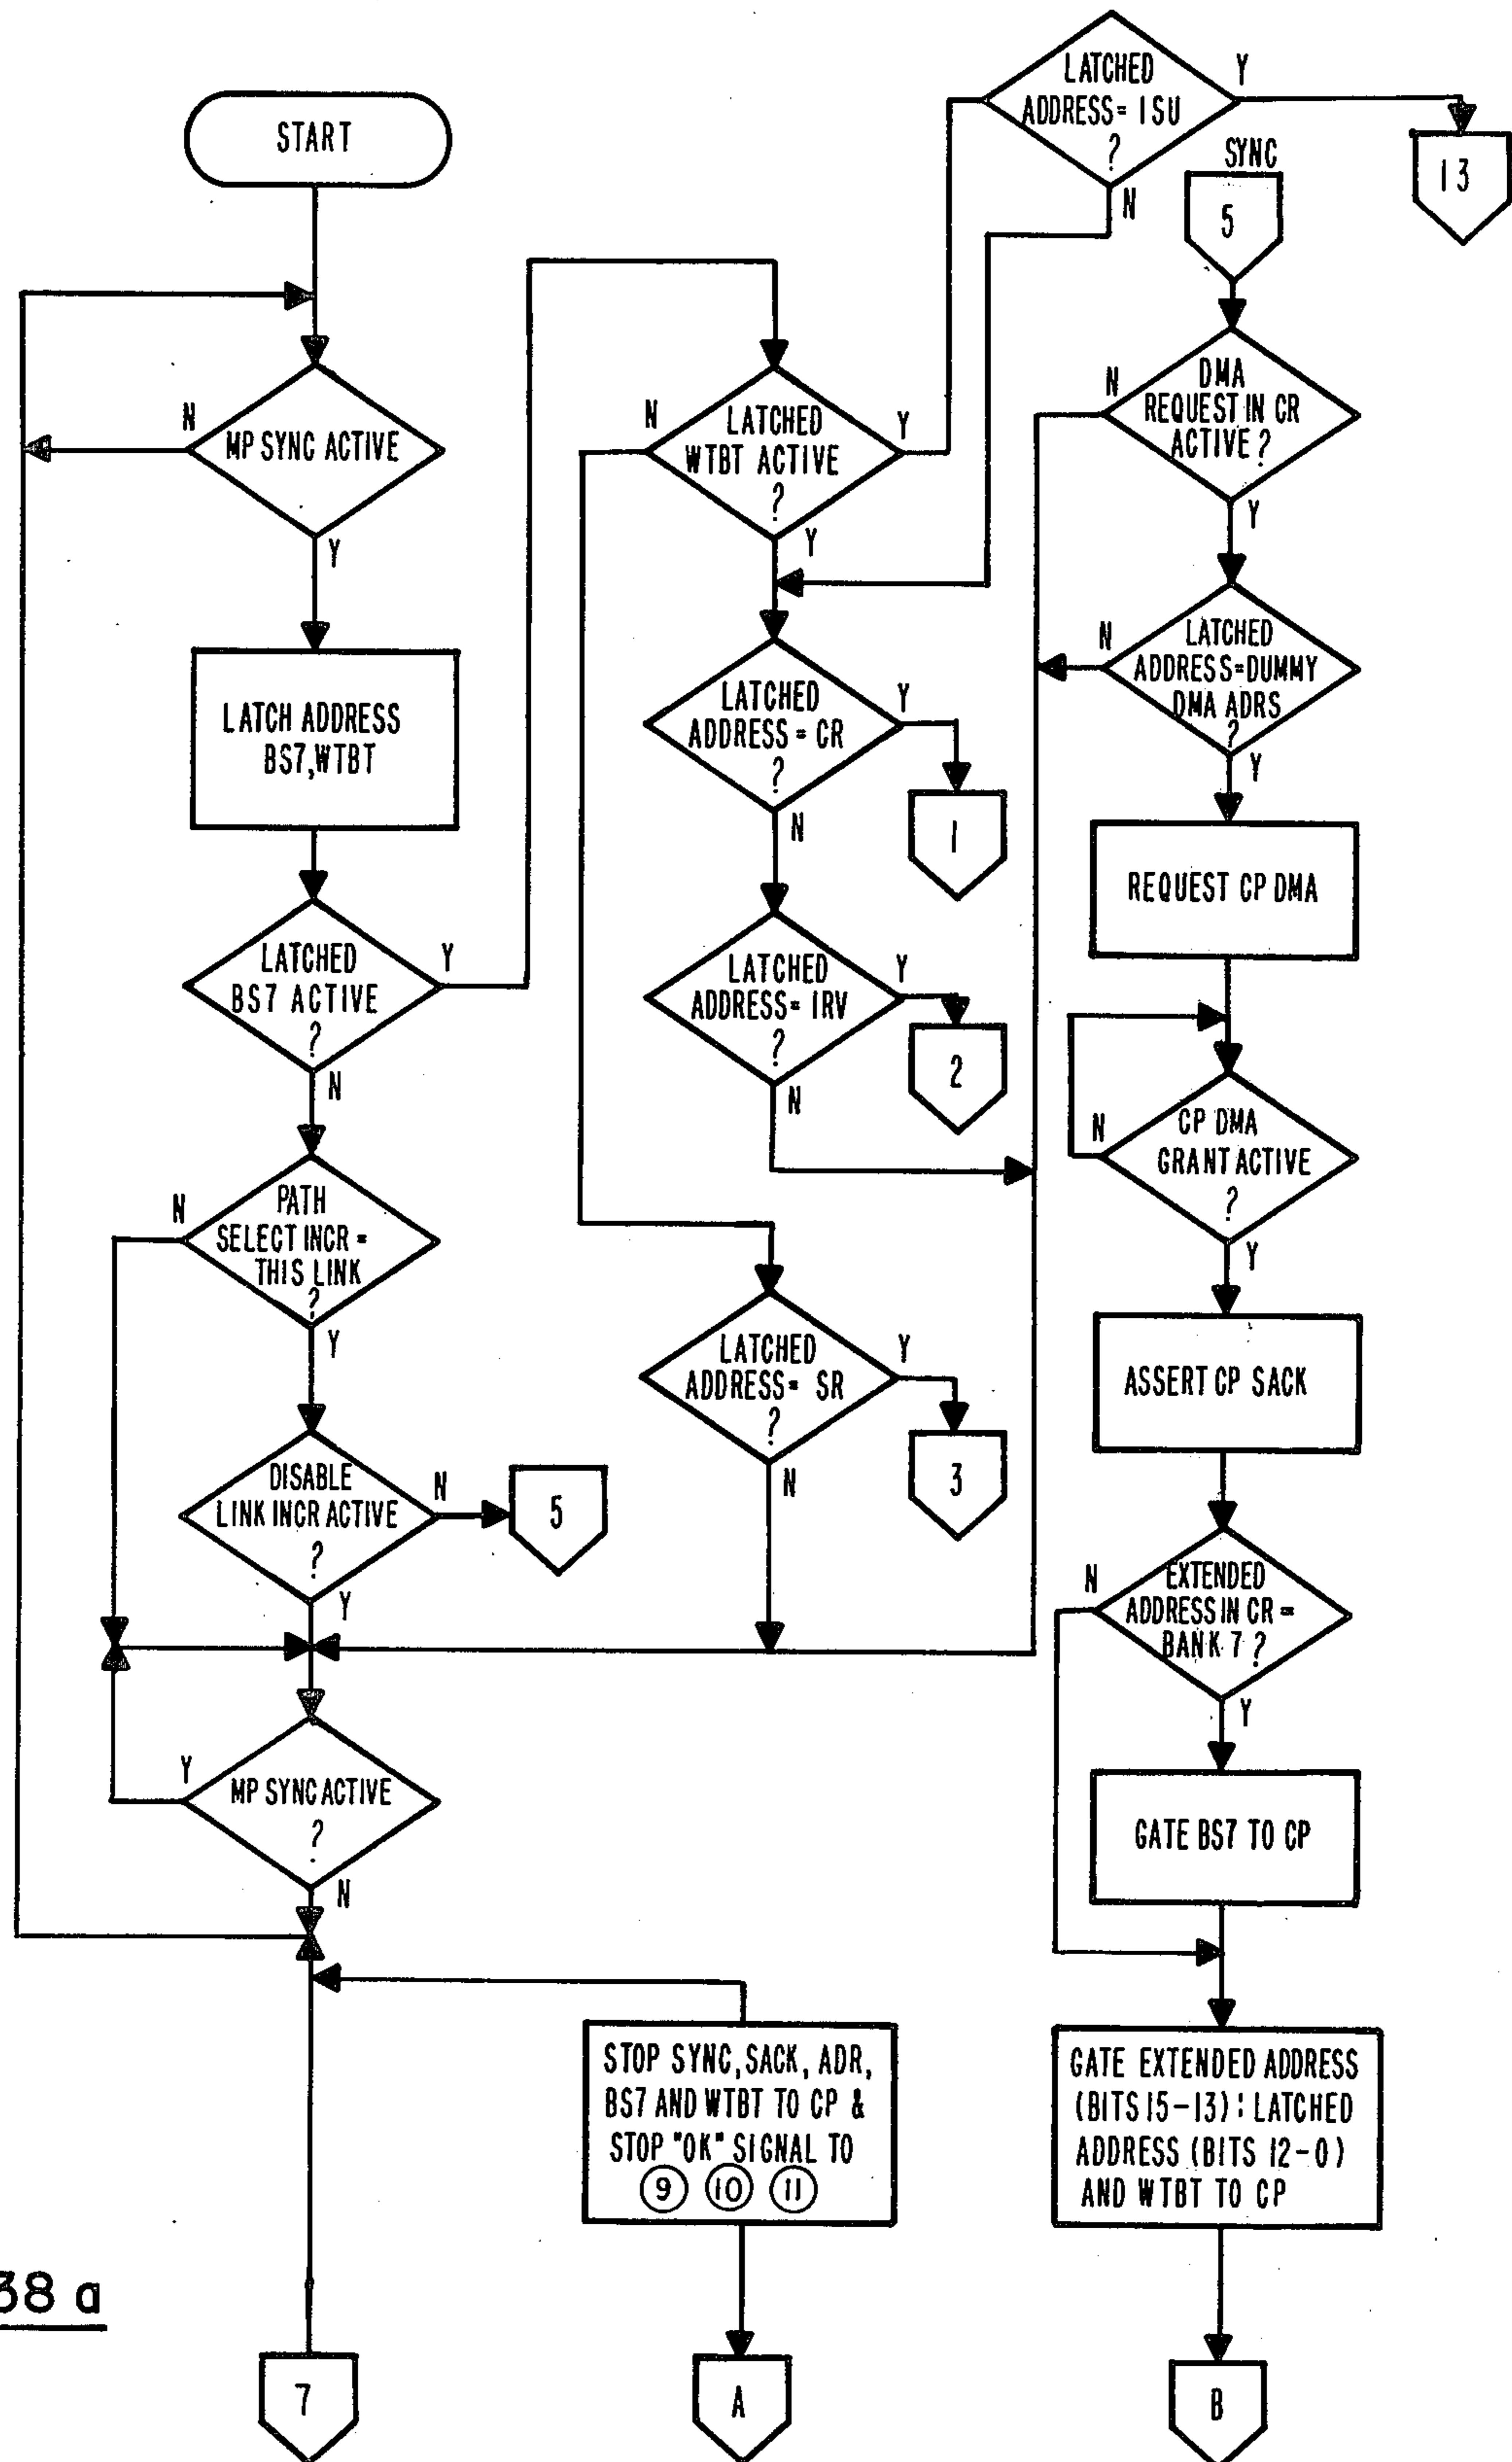 START
MP SYNC ACTIVE
N
Y
LATCH ADDRESS
BS7, WTBT
LATCHED
BS7 ACTIVE
?
Y
N
PATH
SELECT INCR =
THIS LINK
?
N
Y
DISABLE
LINK INCR ACTIVE
?
N
Y
5
MP SYNC ACTIVE
?
Y
N
7
38 a
LATCHED
WTBT ACTIVE
?
N
Y
Y
LATCHED
ADDRESS = CR
?
Y
N
1
LATCHED
ADDRESS = IRV
?
Y
N
2
LATCHED
ADDRESS = SR
?
Y
N
3
STOP SYNC, SACK, ADR,
BS7 AND WTBT TO CP &
STOP "OK" SIGNAL TO
9 10 11
A
LATCHED
ADDRESS = ISU
?
Y
N
13
SYNC
5
DMA
REQUEST IN CR
ACTIVE ?
N
Y
LATCHED
ADDRESS = DUMMY
DMA ADRS
?
N
Y
REQUEST CP DMA
CP DMA
GRANT ACTIVE
?
N
Y
ASSERT CP SACK
EXTENDED
ADDRESS IN CR =
BANK 7 ?
N
Y
GATE BS7 TO CP
GATE EXTENDED ADDRESS
(BITS 15-13) : LATCHED
ADDRESS (BITS 12-0)
AND WTBT TO CP
B